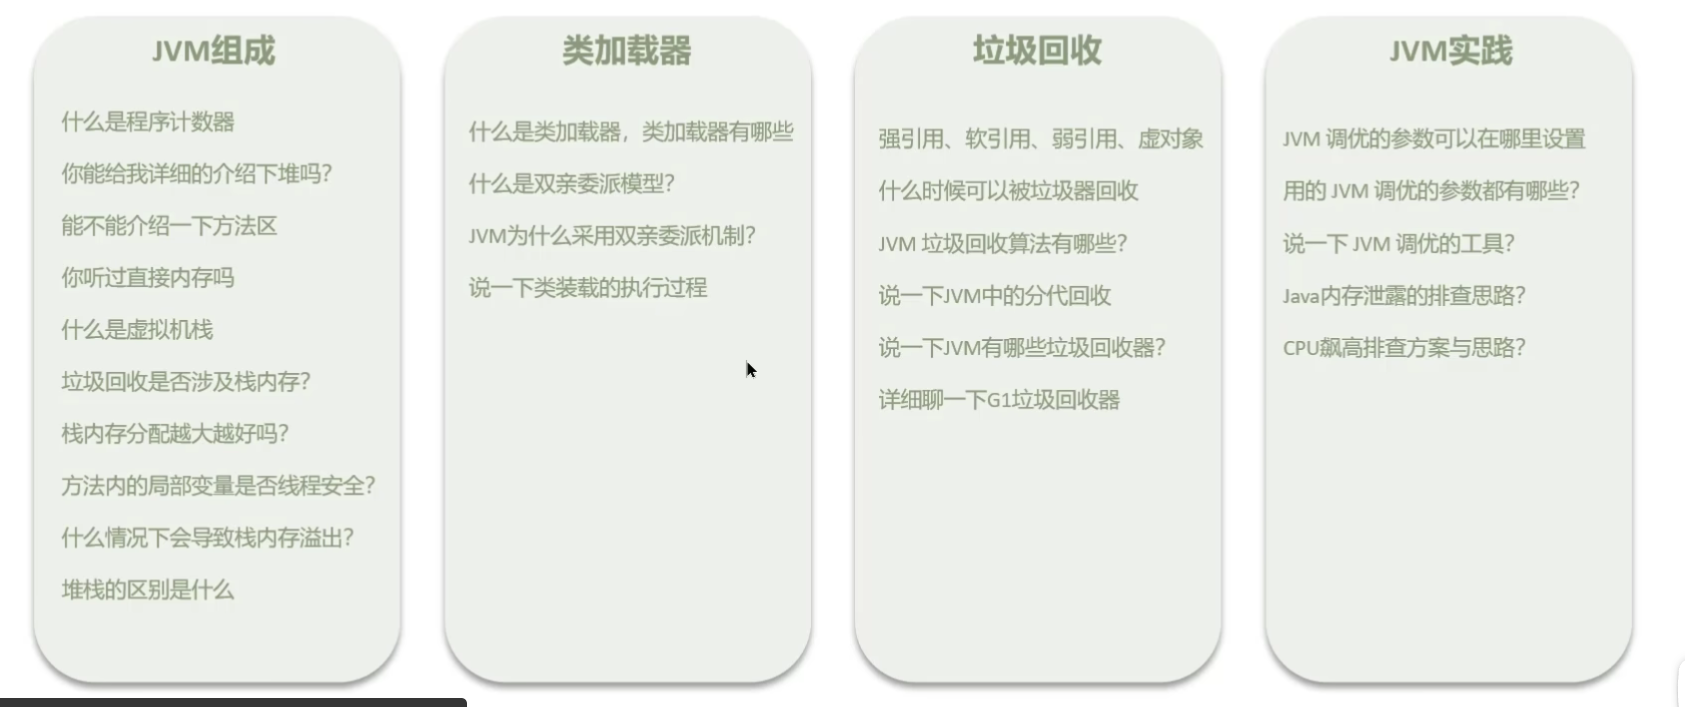 JVM组成
什么是程序计数器
你能给我详细的介绍下堆吗?
能不能介绍一下方法区
你听过直接内存吗
什么是虚拟机栈
垃圾回收是否涉及栈内存?
栈内存分配越大越好吗?
方法内的局部变量是否线程安全?
什么情况下会导致栈内存溢出?
堆栈的区别是什么
类加载器
什么是类加载器，类加载器有哪些
什么是双亲委派模型?
JVM为什么采用双亲委派机制?
说一下类装载的执行过程
垃圾回收
强引用、软引用、弱引用、虚对象
什么时候可以被垃圾器回收
JVM 垃圾回收算法有哪些?
说一下JVM中的分代回收
说一下JVM有哪些垃圾回收器?
详细聊一下G1垃圾回收器
JVM实践
JVM 调优的参数可以在哪里设置
用的 JVM 调优的参数都有哪些?
说一下 JVM 调优的工具?
Java内存泄露的排查思路?
CPU飙高排查方案与思路?